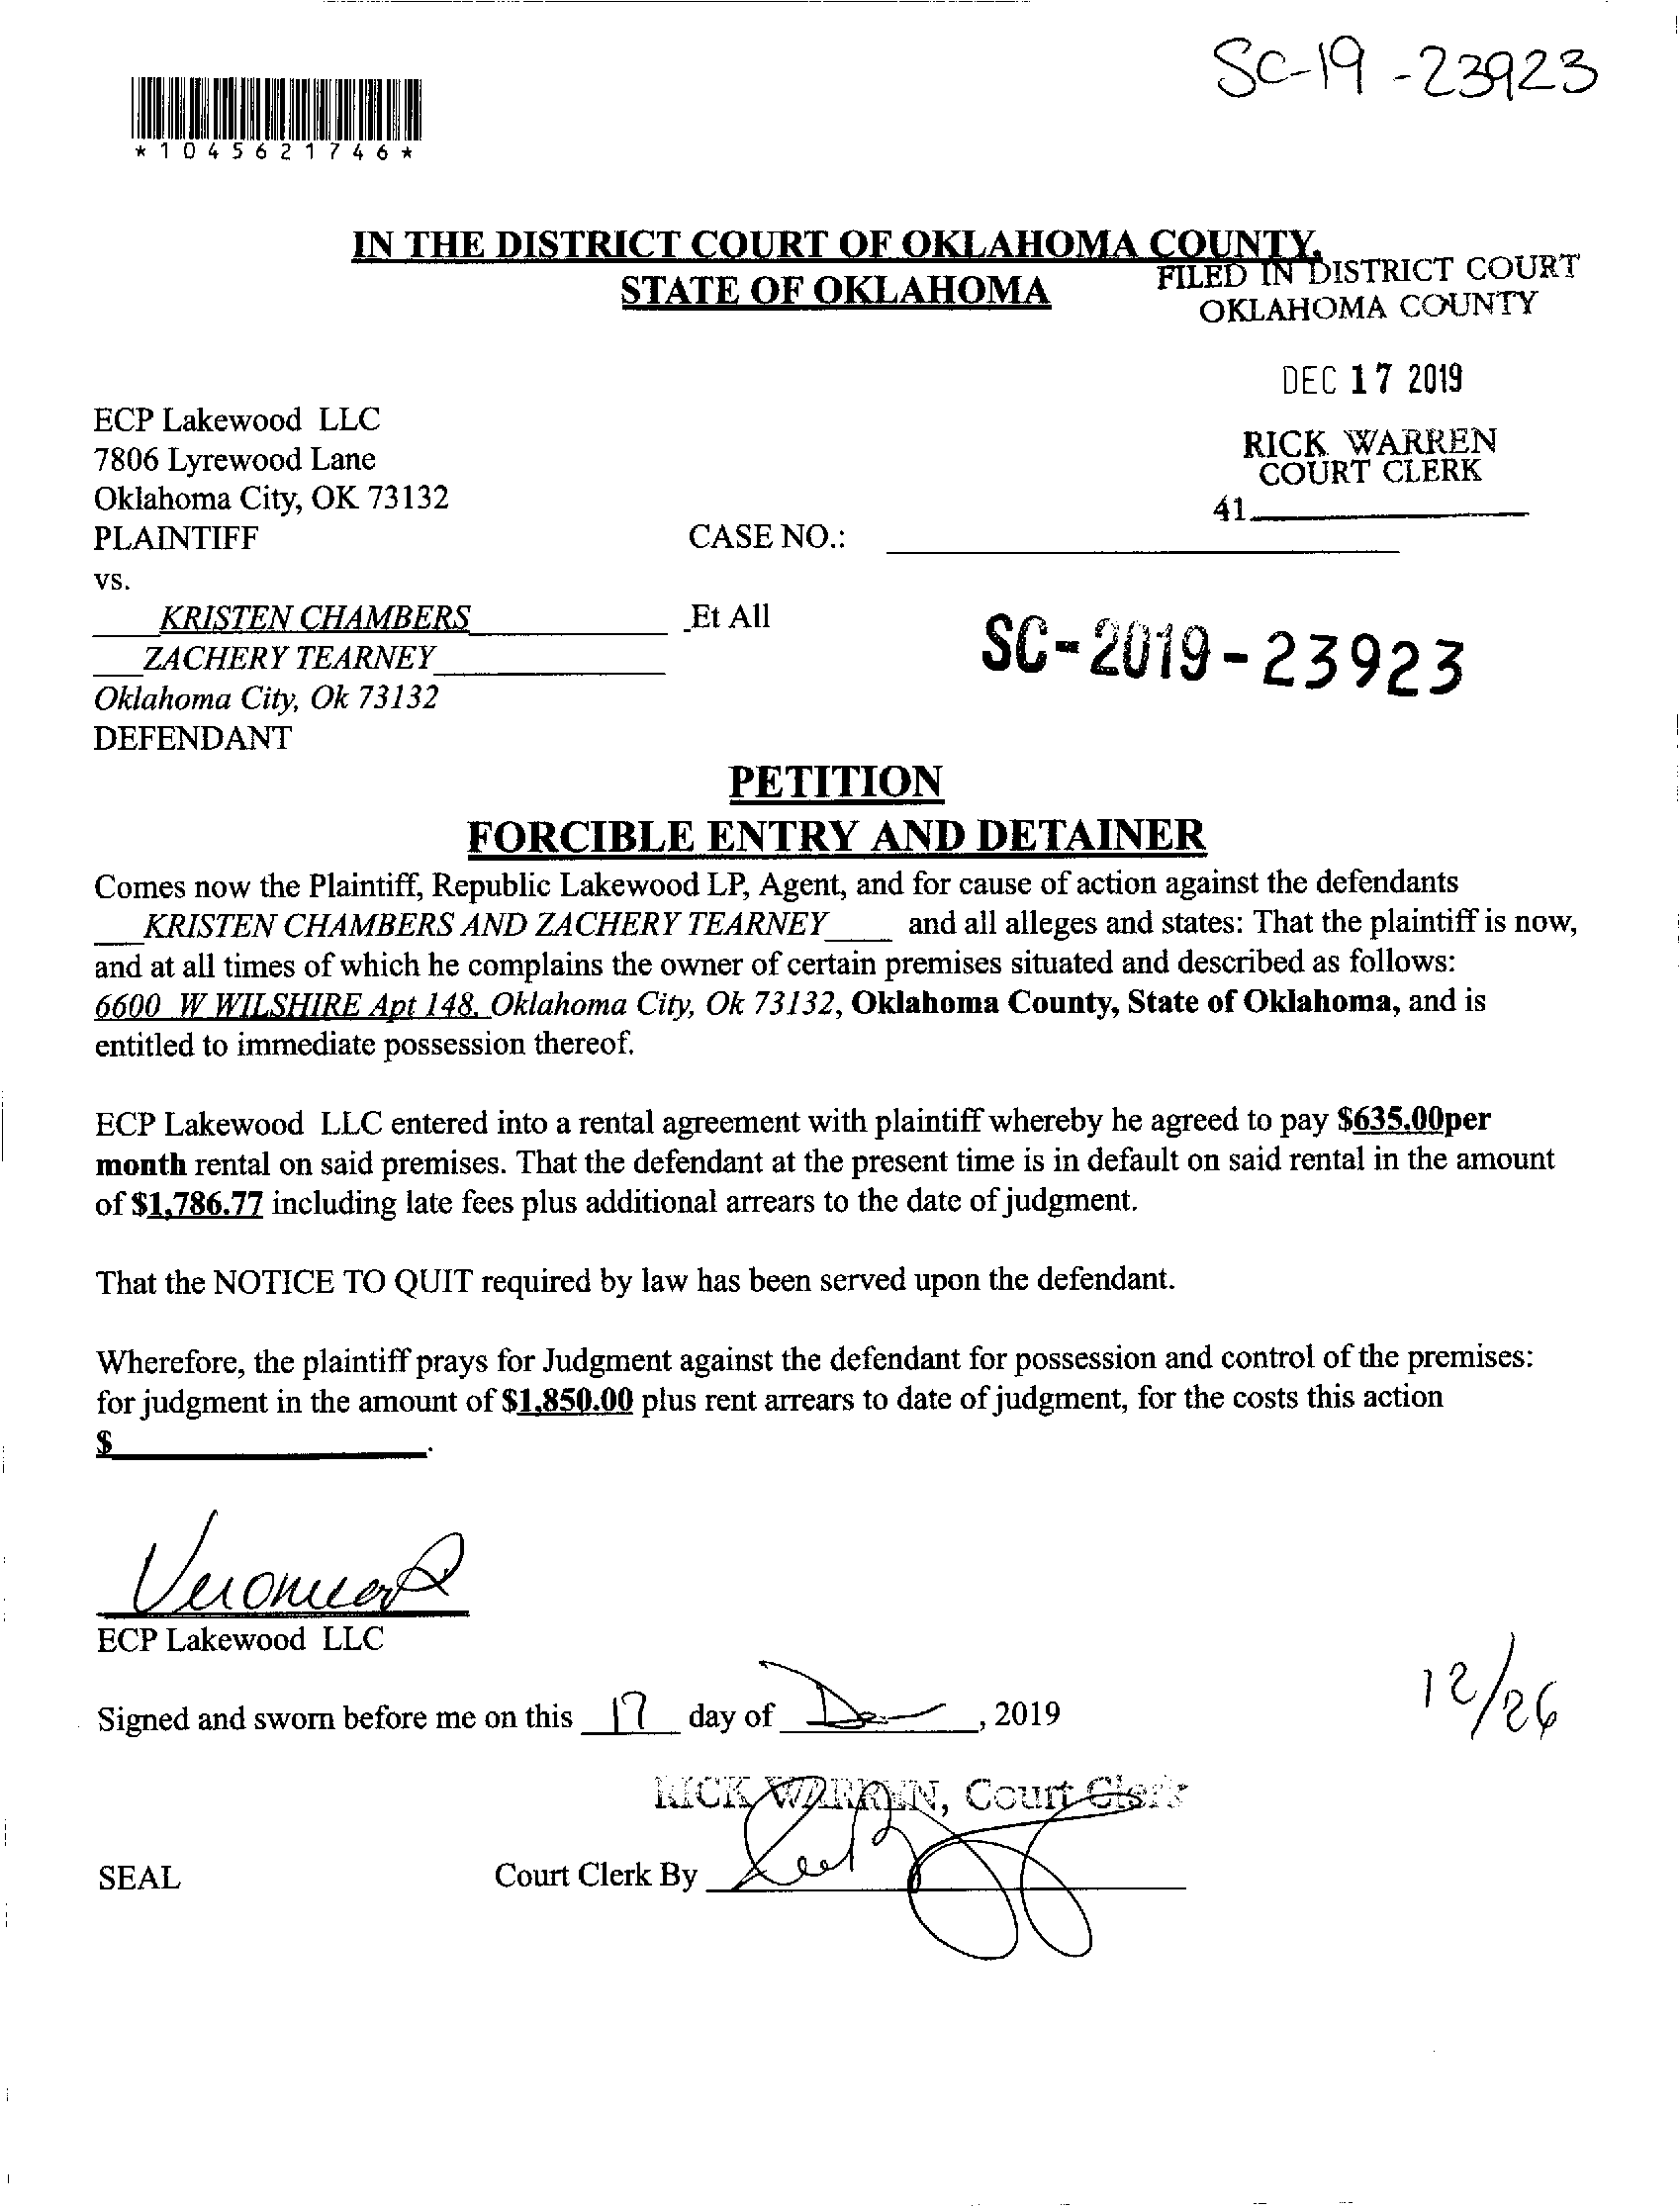 SC-19-23923
*1045621746*
IN THE DISTRICT COURT OF OKLAHOMA COUNTY,
STATE OF OKLAHOMA
FILED IN DISTRICT COURT
OKLAHOMA COUNTY
DEC 17 2019
RICK WARREN
COURT CLERK
41
ECP Lakewood LLC
7806 Lyrewood Lane
Oklahoma City, OK 73132
PLAINTIFF
CASE NO.:
vs.
KRISTEN CHAMBERS Et All
ZACHERY TEARNEY
SC-2019-23923
Oklahoma City, Ok 73132
DEFENDANT
PETITION
FORCIBLE ENTRY AND DETAINER
Comes now the Plaintiff, Republic Lakewood LP, Agent, and for cause of action against the defendants
KRISTEN CHAMBERS AND ZACHERY TEARNEY and all alleges and states: That the plaintiff is now,
and at all times of which he complains the owner of certain premises situated and described as follows:
6600 W WILSHIRE Apt 148, Oklahoma City, Ok 73132, Oklahoma County, State of Oklahoma, and is
entitled to immediate possession thereof.
ECP Lakewood LLC entered into a rental agreement with plaintiff whereby he agreed to pay $635.00per
month rental on said premises. That the defendant at the present time is in default on said rental in the amount
of $1,786.77 including late fees plus additional arrears to the date of judgment.
That the NOTICE TO QUIT required by law has been served upon the defendant.
Wherefore, the plaintiff prays for Judgment against the defendant for possession and control of the premises:
for judgment in the amount of $1,850.00 plus rent arrears to date of judgment, for the costs this action
$ .
ECP Lakewood LLC
Signed and sworn before me on this 17 day of Dec, 2019
12/26
RICK WARREN, Court Clerk
SEAL
Court Clerk By